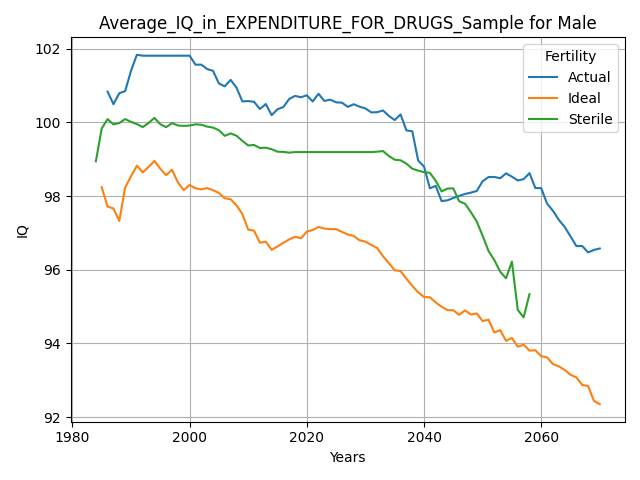 Average_IQ_in_EXPENDITURE_FOR_DRUGS_Sample for Male
Fertility
Actual
Ideal
Sterile
IQ
102
100
98
96
94
92
1980 2000 2020 2040 2060
Years